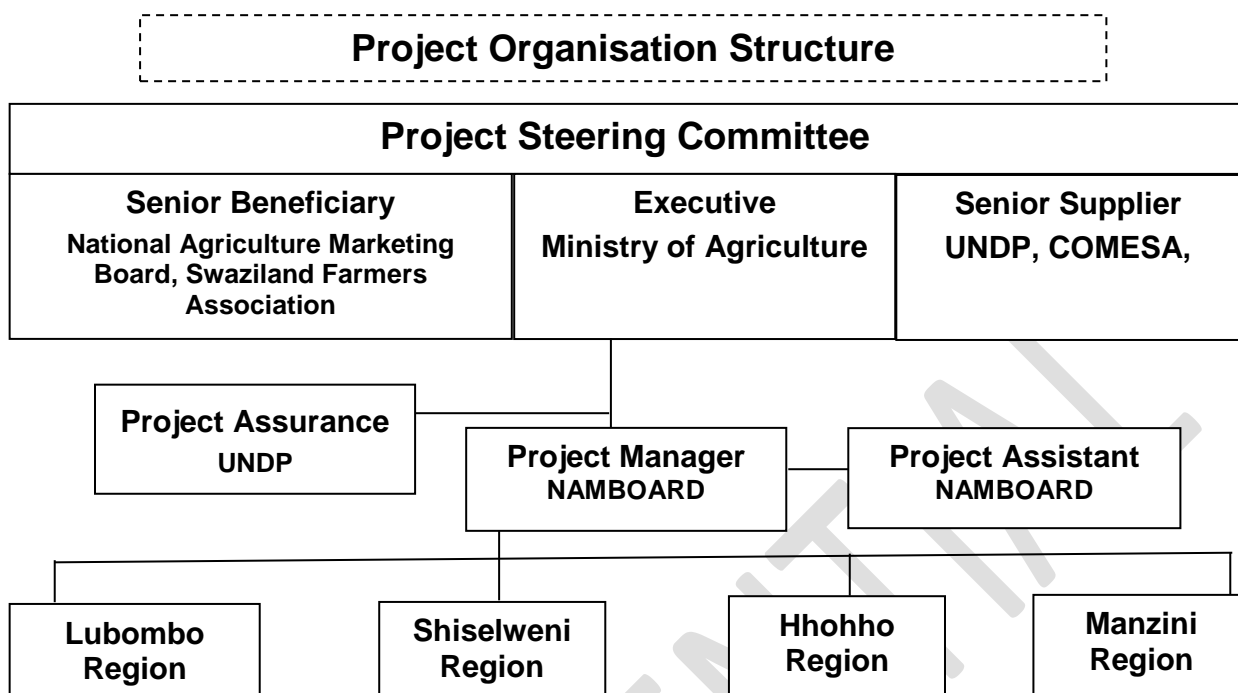 Project Organisation Structure
Project Steering Committee
Senior Beneficiary
National Agriculture Marketing
Board, Swaziland Farmers
Association
Executive
Ministry of Agriculture
Senior Supplier
UNDP, COMESA,
Project Assurance
UNDP
Project Manager
NAMBOARD
Project Assistant
NAMBOARD
Lubombo
Region
Shiselweni
Region
Hhohho
Region
Manzini
Region